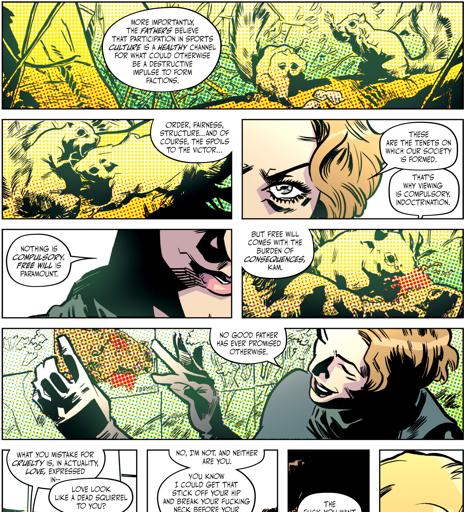 MORE IMPORTANTLY,
THE FATHERS BELIEVE
THAT PARTICIPATION IN SPORTS
CULTURE IS A HEALTHY CHANNEL
FOR WHAT COULD OTHERWISE
BE A DESTRUCTIVE
IMPULSE TO FORM
FACTIONS.
ORDER, FAIRNESS,
STRUCTURE...AND OF
COURSE, THE SPOILS
TO THE VICTOR...
THESE
ARE THE TENETS ON
WHICH OUR SOCIETY
IS FORMED.
THAT'S
WHY VIEWING
IS COMPULSORY.
INDOCTRINATION.
NOTHING IS
COMPULSORY.
FREE WILL IS
PARAMOUNT.
BUT FREE WILL
COMES WITH THE
BURDEN OF
CONSEQUENCES,
KAM.
NO GOOD FATHER
HAS EVER PROMISED
OTHERWISE.
WHAT YOU MISTAKE FOR
CRUELTY IS, IN ACTUALITY,
LOVE, EXPRESSED
IN--
LOVE LOOK
LIKE A DEAD SQUIRREL
TO YOU?
NO, I'M NOT, AND NEITHER
ARE YOU.
YOU KNOW
I COULD GET THAT
STICK OFF YOUR HIP
AND BREAK YOUR FUCKING
NECK BEFORE YOUR
THE